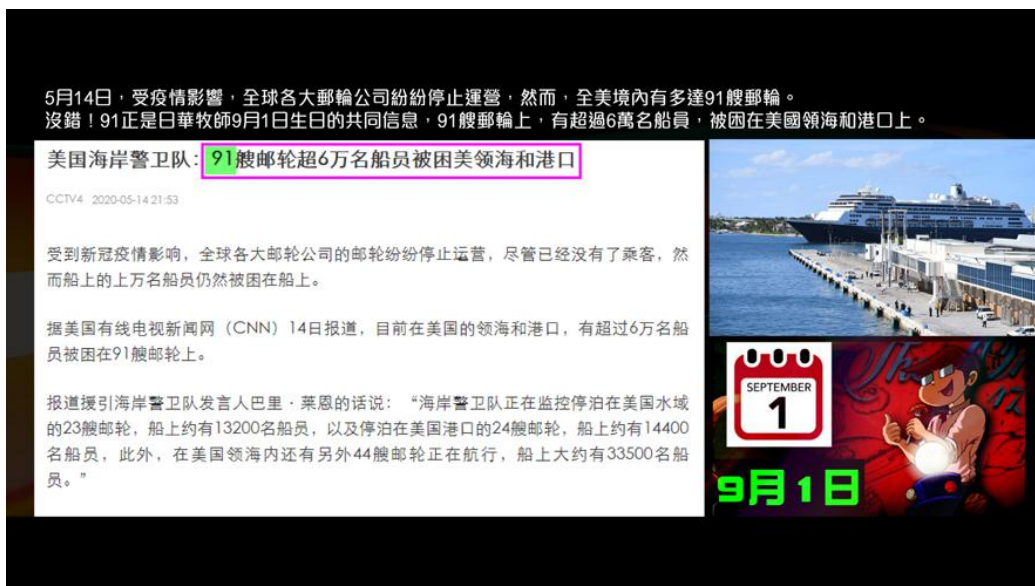 5月14日，受疫情影響，全球各大郵輪公司紛紛停止運營，然而，全美境內有多達91艘郵輪。
沒錯！91正是日華牧師9月1日生日的共同信息，91艘郵輪上，有超過6萬名船員，被困在美國領海和港口上。
美国海岸警卫队: 91艘邮轮超6万名船员被困美领海和港口
CCTV4 2020-05-14 21:53
受到新冠疫情影响，全球各大邮轮公司的邮轮纷纷停止运营，尽管已经没有了乘客，然
而船上的上万名船员仍然被困在船上。
据美国有线电视新闻网（CNN）14日报道，目前在美国的领海和港口，有超过6万名船
员被困在91艘邮轮上。
报道援引海岸警卫队发言人巴里·莱恩的话说：“海岸警卫队正在监控停泊在美国水域
的23艘邮轮，船上约有13200名船员，以及停泊在美国港口的24艘邮轮，船上约有14400
名船员，此外，在美国领海内还有另外44艘邮轮正在航行，船上大约有33500名船
员。”
SEPTEMBER
1
9月1日